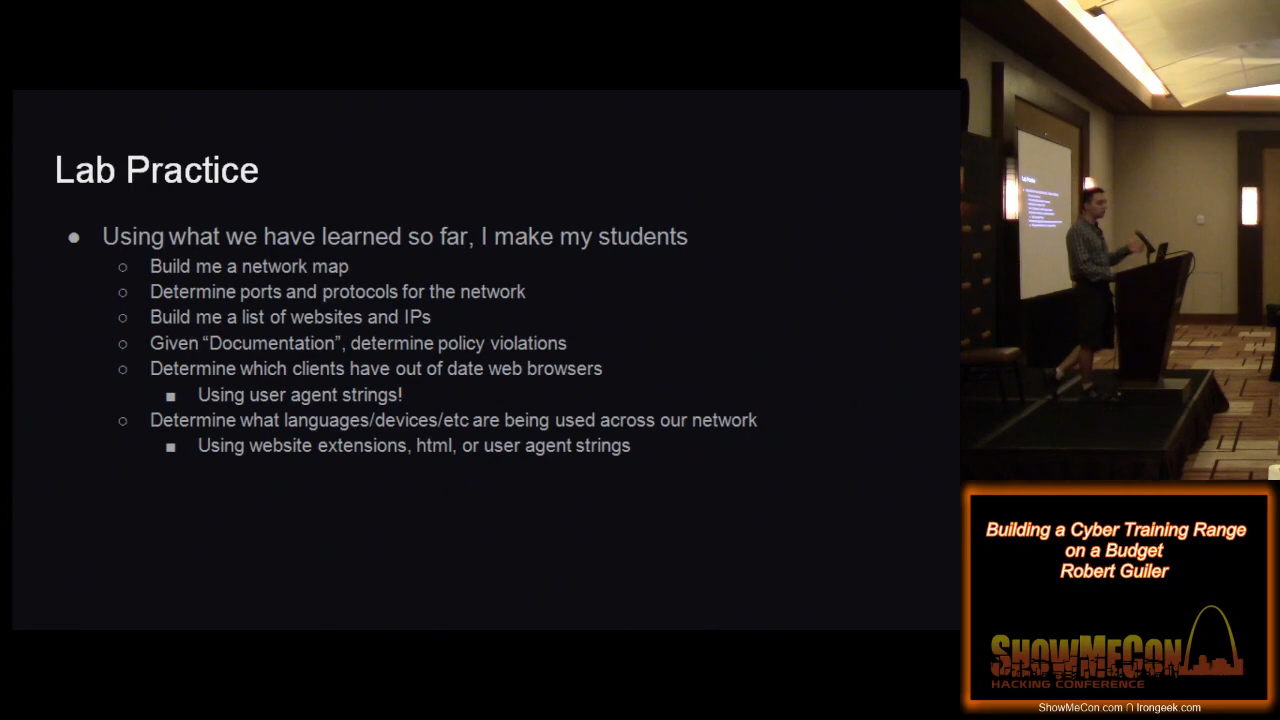 Lab Practice
● Using what we have learned so far, I make my students
○ Build me a network map
○ Determine ports and protocols for the network
○ Build me a list of websites and IPs
○ Given “Documentation”, determine policy violations
○ Determine which clients have out of date web browsers
■ Using user agent strings!
○ Determine what languages/devices/etc are being used across our network
■ Using website extensions, html, or user agent strings
Lab Practice
Building a Cyber Training Range
on a Budget
Robert Guiler
SHOWMECON
HACKING CONFERENCE
ShowMeCon.com ∩ Irongeek.com